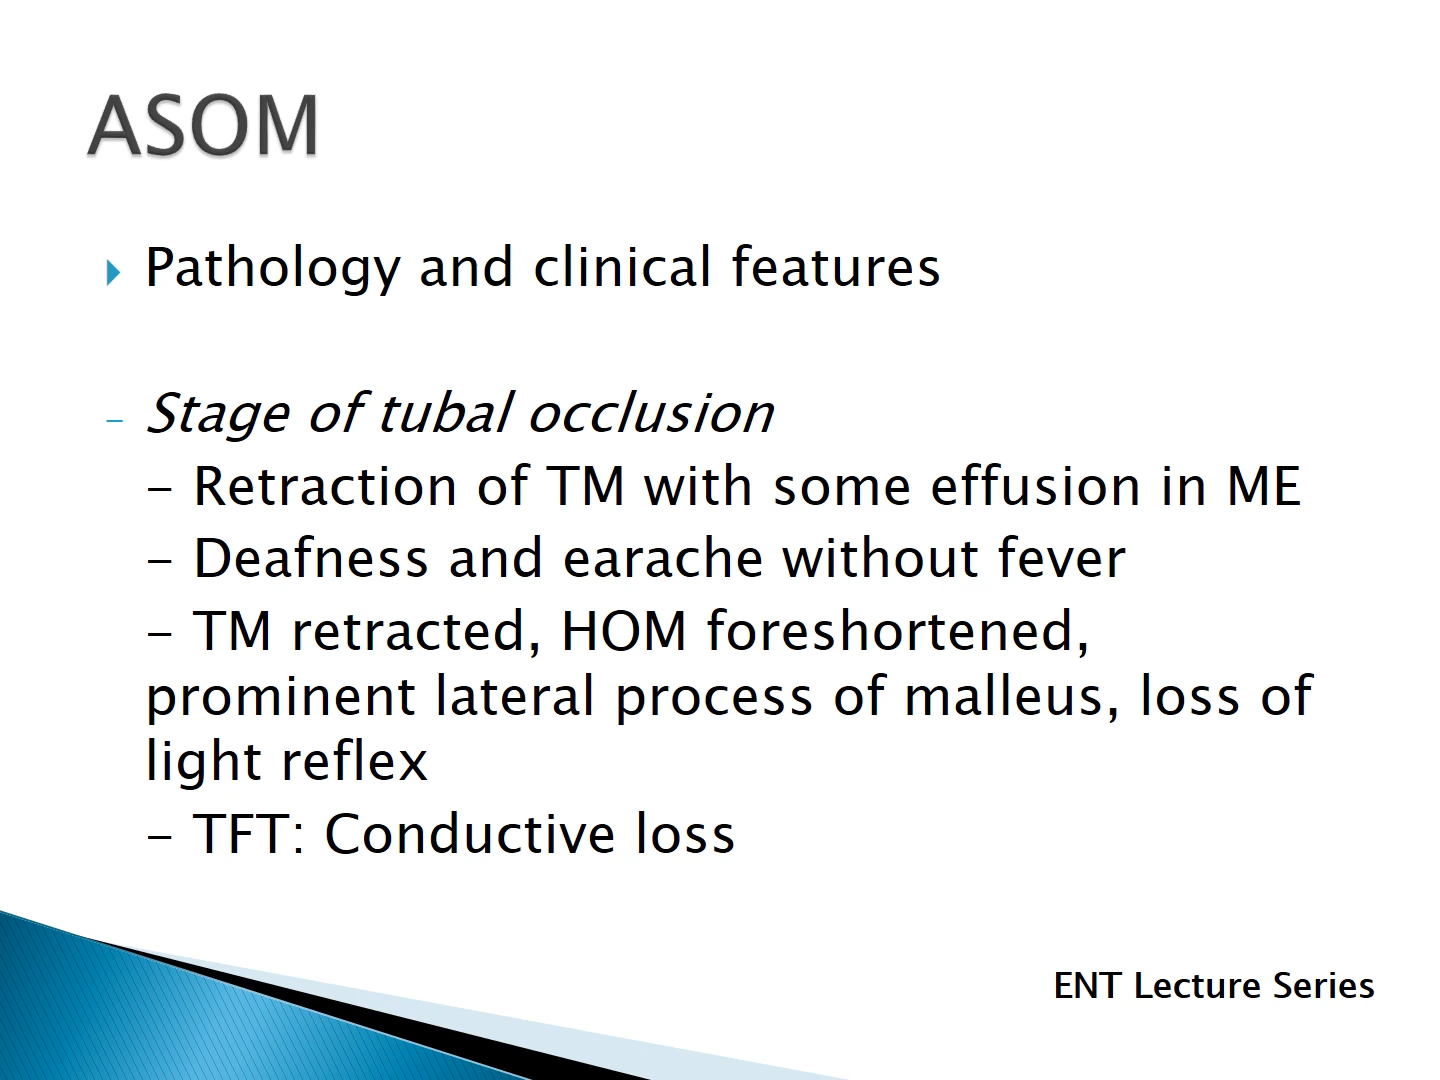 ASOM
Pathology and clinical features
- Stage of tubal occlusion
- Retraction of TM with some effusion in ME
- Deafness and earache without fever
- TM retracted, HOM foreshortened,
prominent lateral process of malleus, loss of
light reflex
- TFT: Conductive loss
ENT Lecture Series